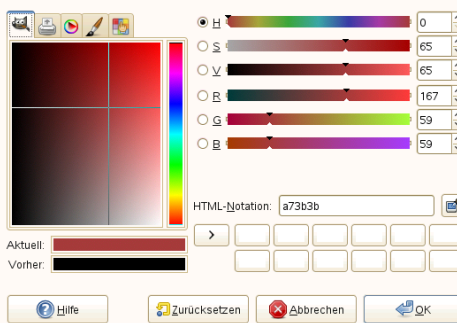 H 0
S 65
V 65
R 167
G 59
B 59
HTML-Notation: a73b3b
>
Aktuell:
Vorher:
Hilfe Zurücksetzen Abbrechen OK